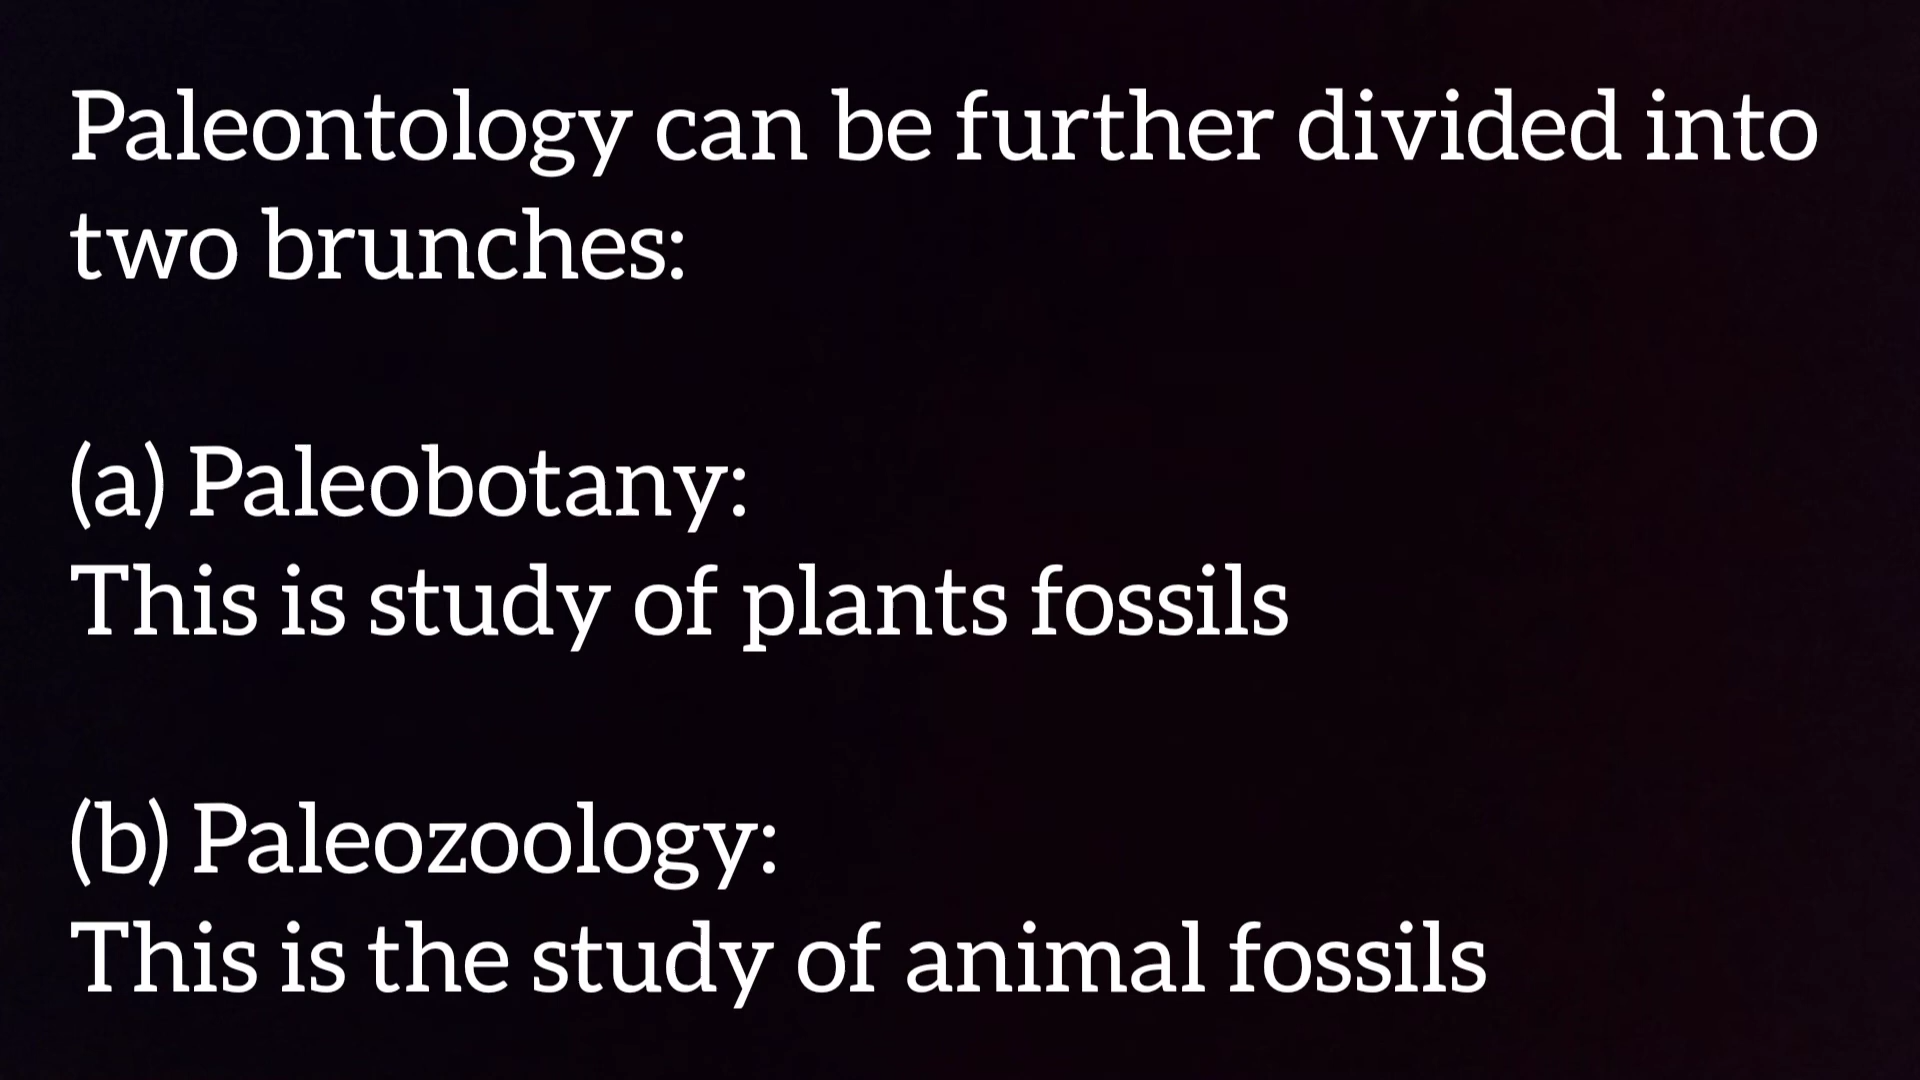 Paleontology can be further divided into
two brunches:
(a) Paleobotany:
This is study of plants fossils
(b) Paleozoology:
This is the study of animal fossils